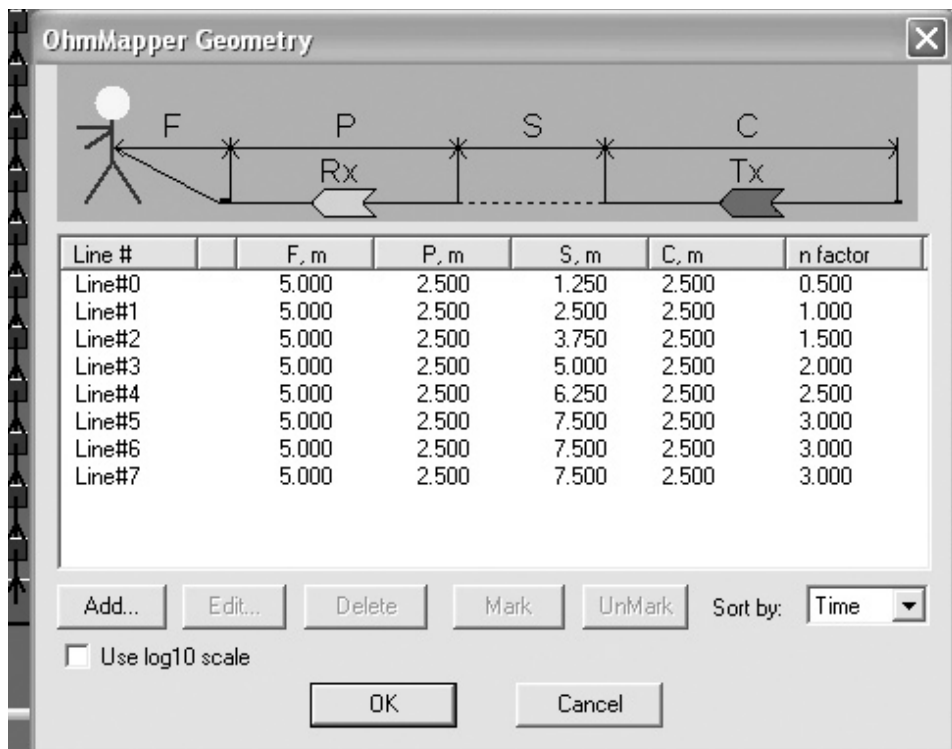 OhmMapper Geometry
F P S C
Rx Tx
Line # F, m P, m S, m C, m n factor
Line#0 5.000 2.500 1.250 2.500 0.500
Line#1 5.000 2.500 2.500 2.500 1.000
Line#2 5.000 2.500 3.750 2.500 1.500
Line#3 5.000 2.500 5.000 2.500 2.000
Line#4 5.000 2.500 6.250 2.500 2.500
Line#5 5.000 2.500 7.500 2.500 3.000
Line#6 5.000 2.500 7.500 2.500 3.000
Line#7 5.000 2.500 7.500 2.500 3.000
Add... Edit... Delete Mark UnMark Sort by: Time
Use log10 scale
OK Cancel